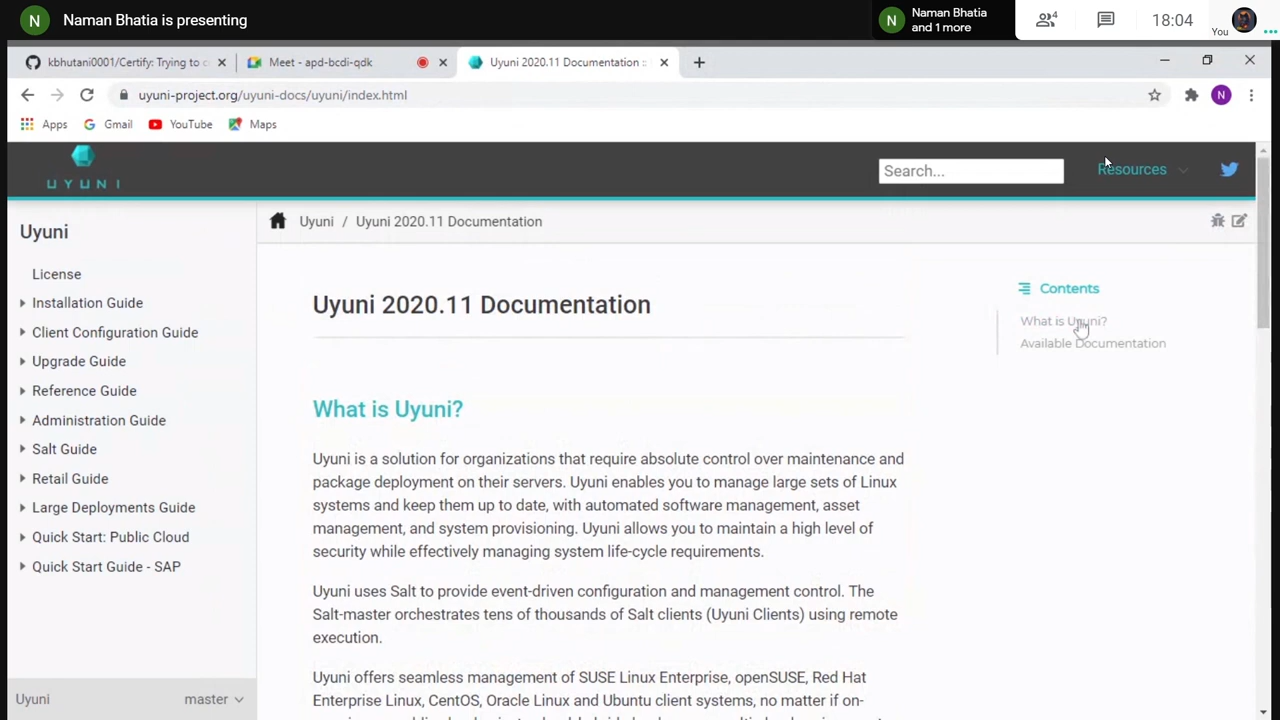 N
Naman Bhatia is presenting
N
Naman Bhatia
and 1 more
4
18:04
You
kbhutani0001/Certify: Trying to c
Meet - apd-bcdi-qdk
Uyuni 2020.11 Documentation ::
uyuni-project.org/uyuni-docs/uyuni/index.html
N
Apps
Gmail
YouTube
Maps
UYUNI
Search...
Resources
Uyuni
License
Installation Guide
Client Configuration Guide
Upgrade Guide
Reference Guide
Administration Guide
Salt Guide
Retail Guide
Large Deployments Guide
Quick Start: Public Cloud
Quick Start Guide - SAP
Uyuni
master
Uyuni / Uyuni 2020.11 Documentation
Uyuni 2020.11 Documentation
What is Uyuni?
Uyuni is a solution for organizations that require absolute control over maintenance and
package deployment on their servers. Uyuni enables you to manage large sets of Linux
systems and keep them up to date, with automated software management, asset
management, and system provisioning. Uyuni allows you to maintain a high level of
security while effectively managing system life-cycle requirements.
Uyuni uses Salt to provide event-driven configuration and management control. The
Salt-master orchestrates tens of thousands of Salt clients (Uyuni Clients) using remote
execution.
Uyuni offers seamless management of SUSE Linux Enterprise, openSUSE, Red Hat
Enterprise Linux, CentOS, Oracle Linux and Ubuntu client systems, no matter if on-
Contents
What is Uyuni?
Available Documentation